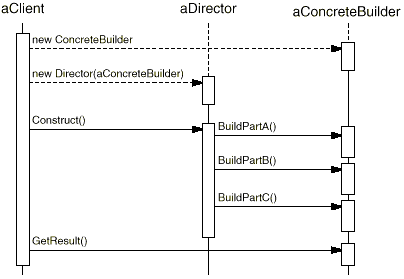 aClient aDirector aConcreteBuilder
new ConcreteBuilder
new Director(aConcreteBuilder)
Construct()
BuildPartA()
BuildPartB()
BuildPartC()
GetResult()